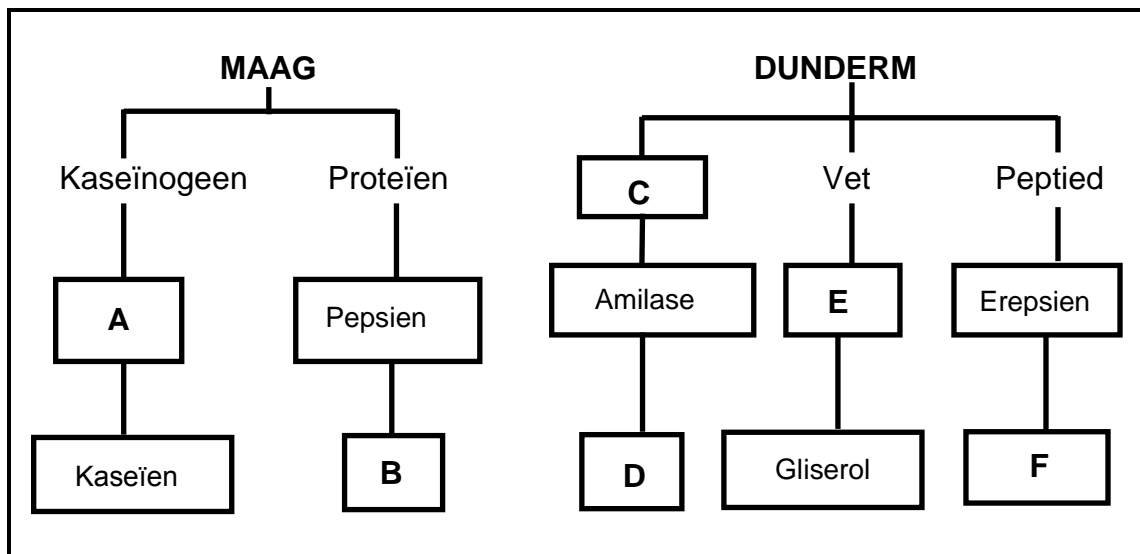 MAAG
DUNDERM
Kaseïnogeen
Proteïen
C
Vet
Peptied
A
Pepsien
Amilase
E
Erepsien
Kaseïen
B
D
Gliserol
F